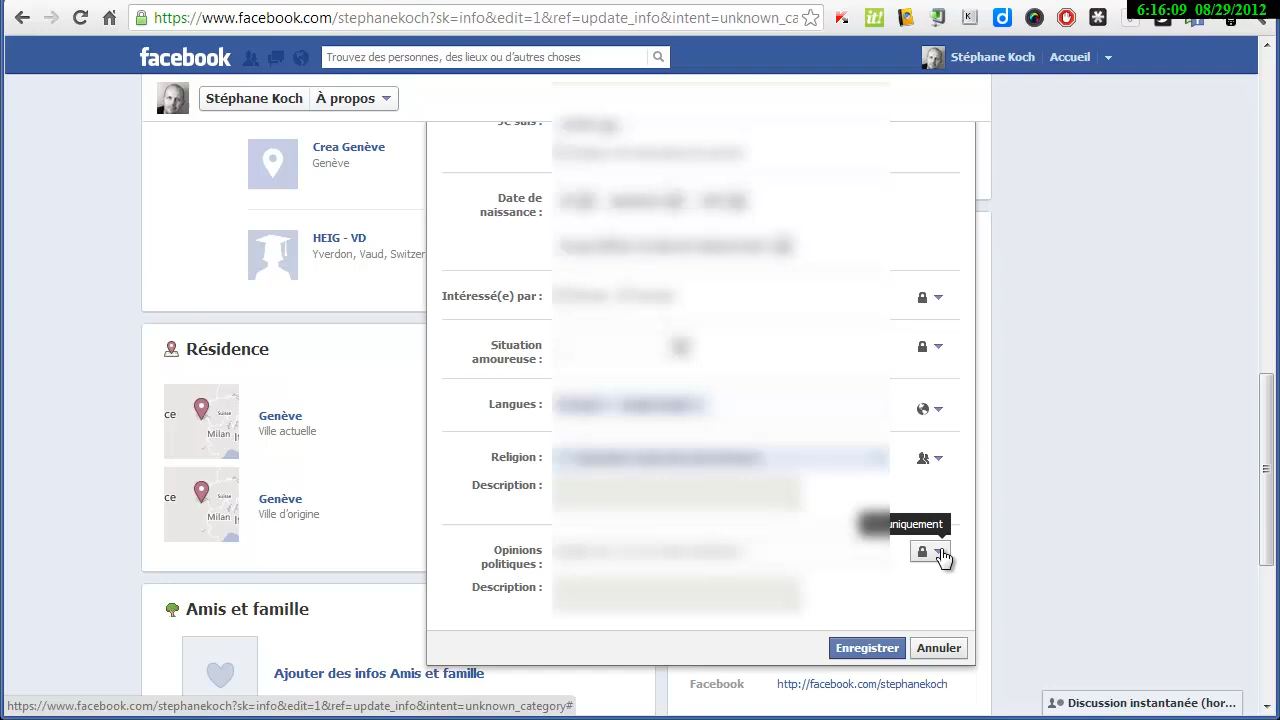 https://www.facebook.com/stephanekoch?sk=info&edit=1&ref=update_info&intent=unknown_ca
6:16:09 08/29/2012
facebook
Trouvez des personnes, des lieux ou d'autres choses
Stéphane Koch
Accueil
Stéphane Koch
À propos
Crea Genève
Genève
HEIG - VD
Yverdon, Vaud, Switzer
Résidence
Genève
Ville actuelle
Genève
Ville d'origine
Amis et famille
Ajouter des infos Amis et famille
Je suis :
Date de
naissance :
Intéressé(e) par :
Situation
amoureuse :
Langues :
Religion :
Description :
uniquement
Opinions
politiques :
Description :
Enregistrer
Annuler
Facebook
http://facebook.com/stephanekoch
https://www.facebook.com/stephanekoch?sk=info&edit=1&ref=update_info&intent=unknown_category#
Discussion instantanée (hor...